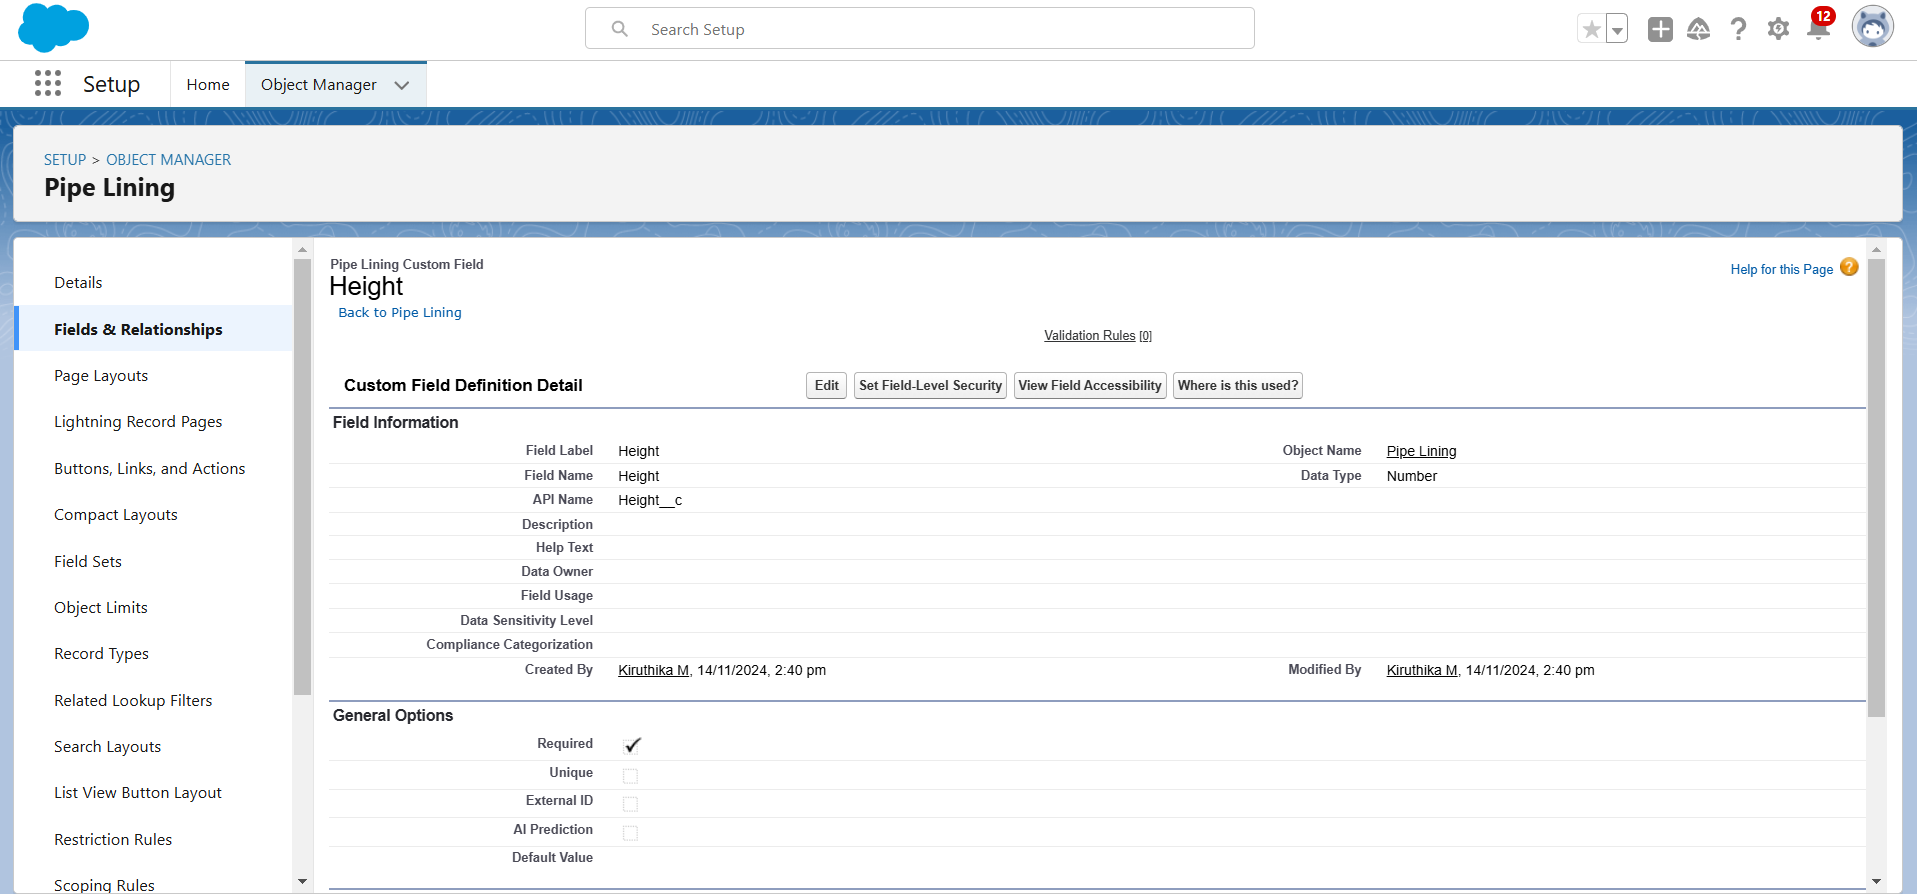 Search Setup
12
Setup
Home
Object Manager
SETUP > OBJECT MANAGER
Pipe Lining
Details
Fields & Relationships
Page Layouts
Lightning Record Pages
Buttons, Links, and Actions
Compact Layouts
Field Sets
Object Limits
Record Types
Related Lookup Filters
Search Layouts
List View Button Layout
Restriction Rules
Scoping Rules
Pipe Lining Custom Field
Height
Back to Pipe Lining
Help for this Page ?
Validation Rules [0]
Custom Field Definition Detail
Edit
Set Field-Level Security
View Field Accessibility
Where is this used?
Field Information
Field Label Height Object Name Pipe Lining
Field Name Height Data Type Number
API Name Height__c
Description
Help Text
Data Owner
Field Usage
Data Sensitivity Level
Compliance Categorization
Created By Kiruthika M, 14/11/2024, 2:40 pm Modified By Kiruthika M, 14/11/2024, 2:40 pm
General Options
Required
Unique
External ID
AI Prediction
Default Value